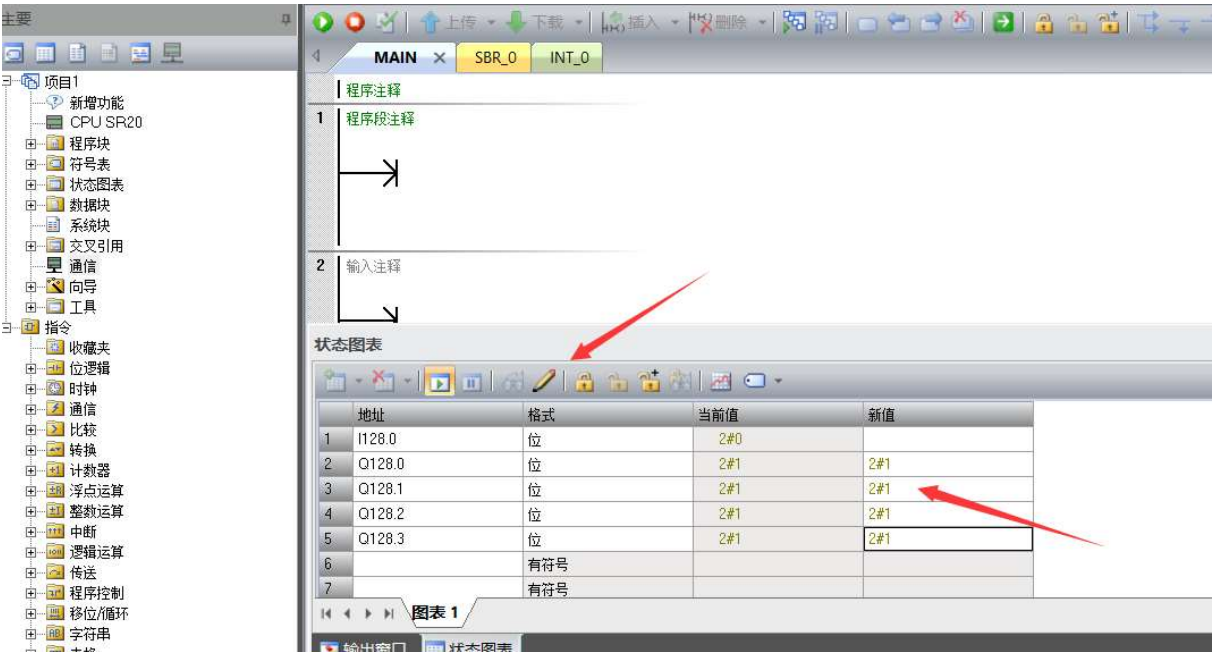 主要
项目1
新增功能
CPU SR20
程序块
符号表
状态图表
数据块
系统块
交叉引用
通信
向导
工具
指令
收藏夹
位逻辑
时钟
通信
比较
转换
计数器
浮点运算
整数运算
中断
逻辑运算
传送
程序控制
移位/循环
字符串
上传 下载 插入 删除
MAIN SBR_0 INT_0
程序注释
1 程序段注释
2 输入注释
状态图表
地址 格式 当前值 新值
1 I128.0 位 2#0
2 Q128.0 位 2#1 2#1
3 Q128.1 位 2#1 2#1
4 Q128.2 位 2#1 2#1
5 Q128.3 位 2#1 2#1
6 有符号
7 有符号
图表 1
输出窗口 状态图表